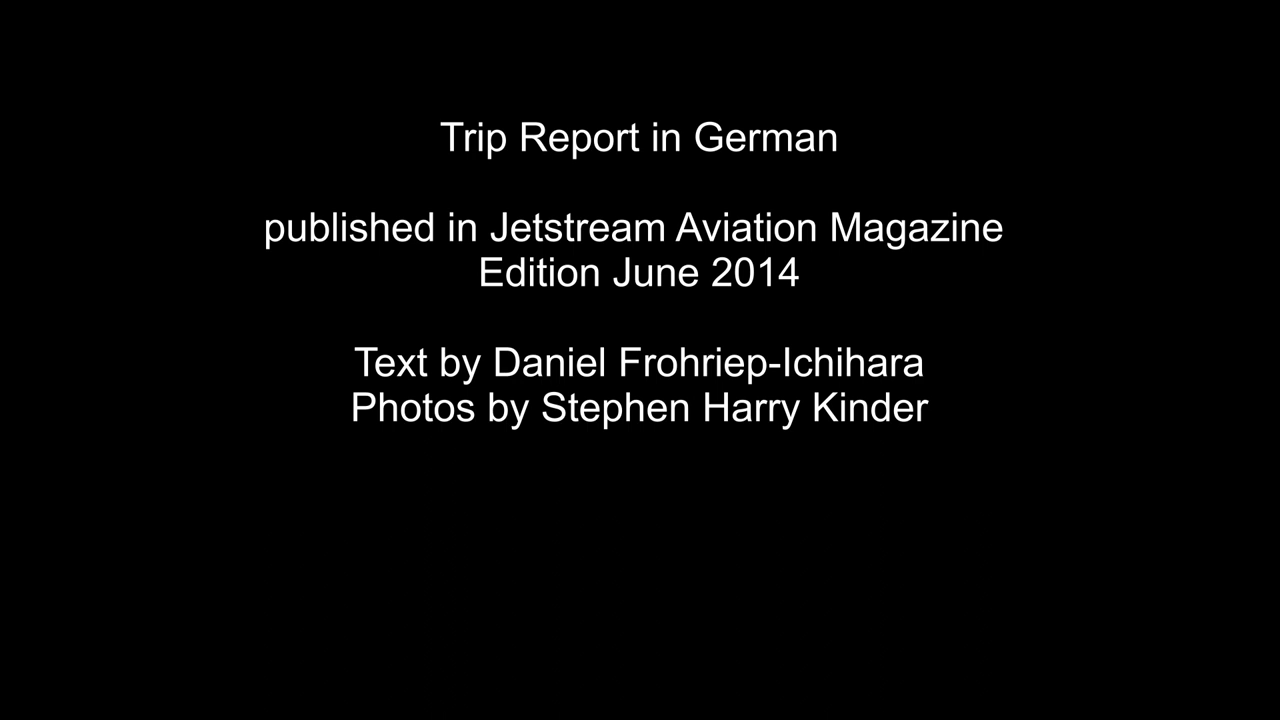 Trip Report in German
published in Jetstream Aviation Magazine
Edition June 2014
Text by Daniel Frohriep-Ichihara
Photos by Stephen Harry Kinder